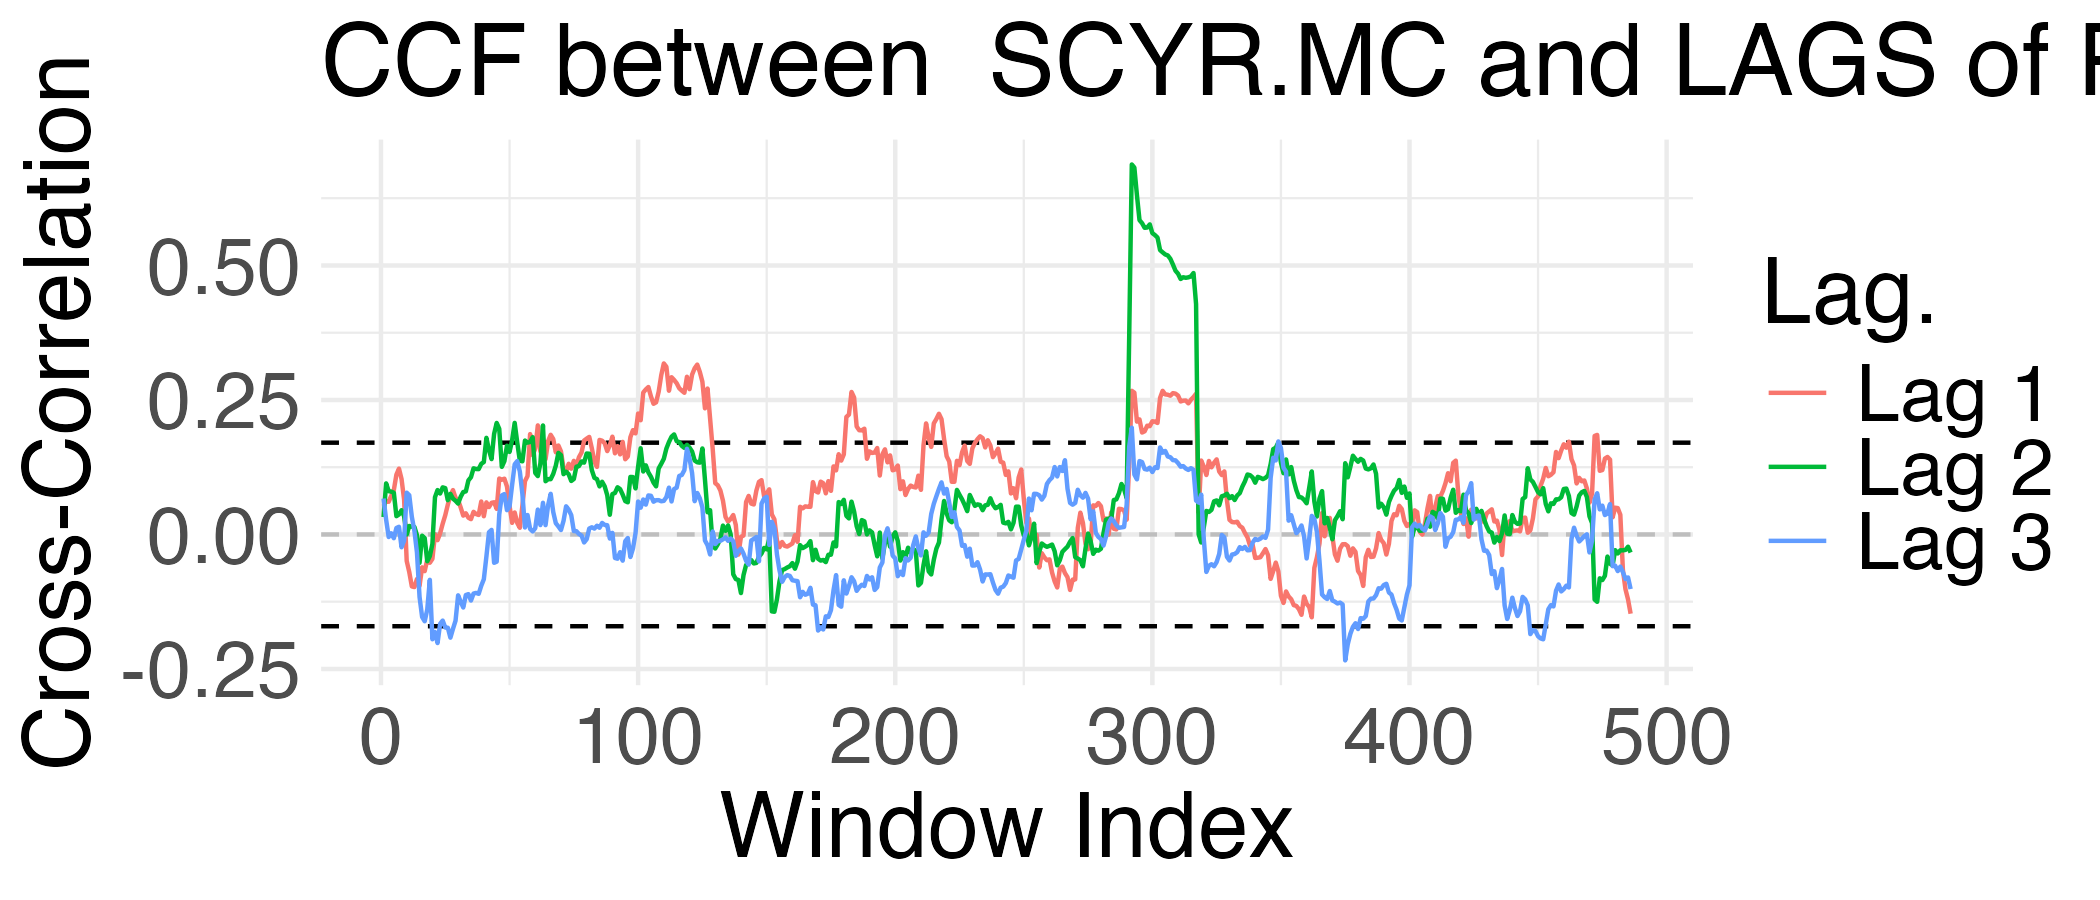 CCF between SCYR.MC and LAGS of
Cross-Correlation
0.50
0.25
0.00
-0.25
0 100 200 300 400 500
Window Index
Lag.
Lag 1
Lag 2
Lag 3